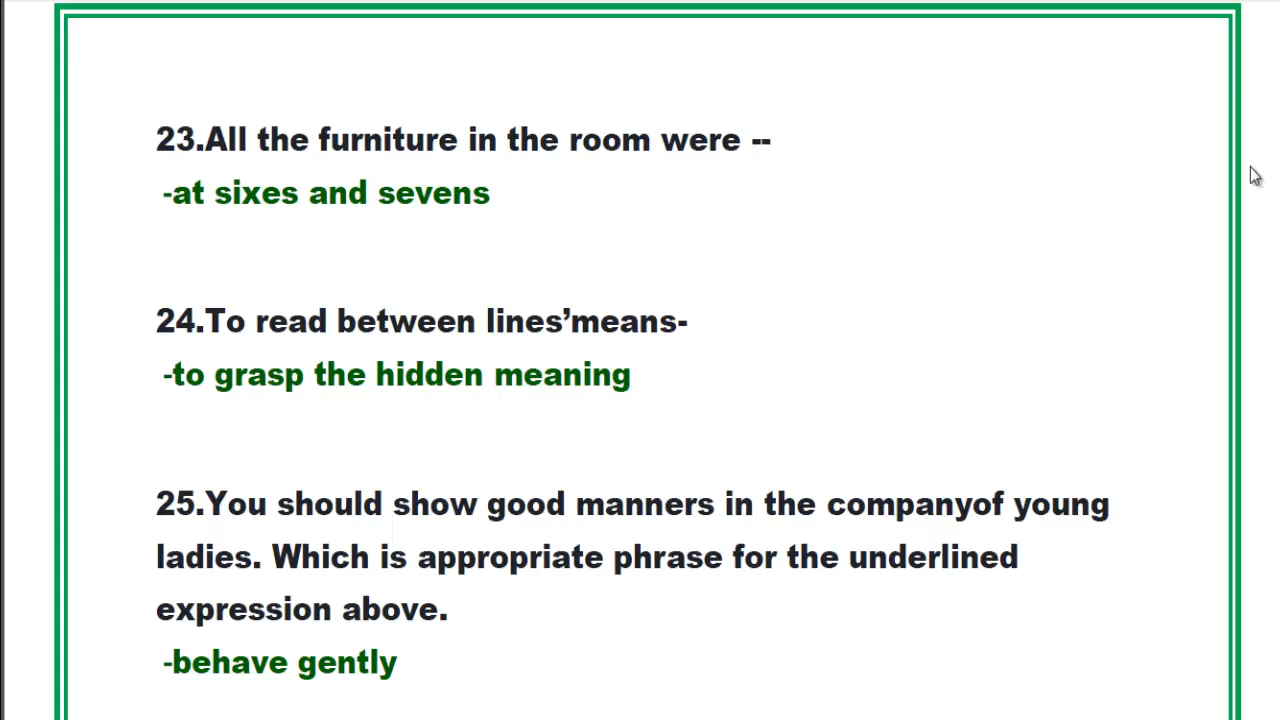 23.All the furniture in the room were --
-at sixes and sevens
24.To read between lines’means-
-to grasp the hidden meaning
25.You should show good manners in the companyof young
ladies. Which is appropriate phrase for the underlined
expression above.
-behave gently